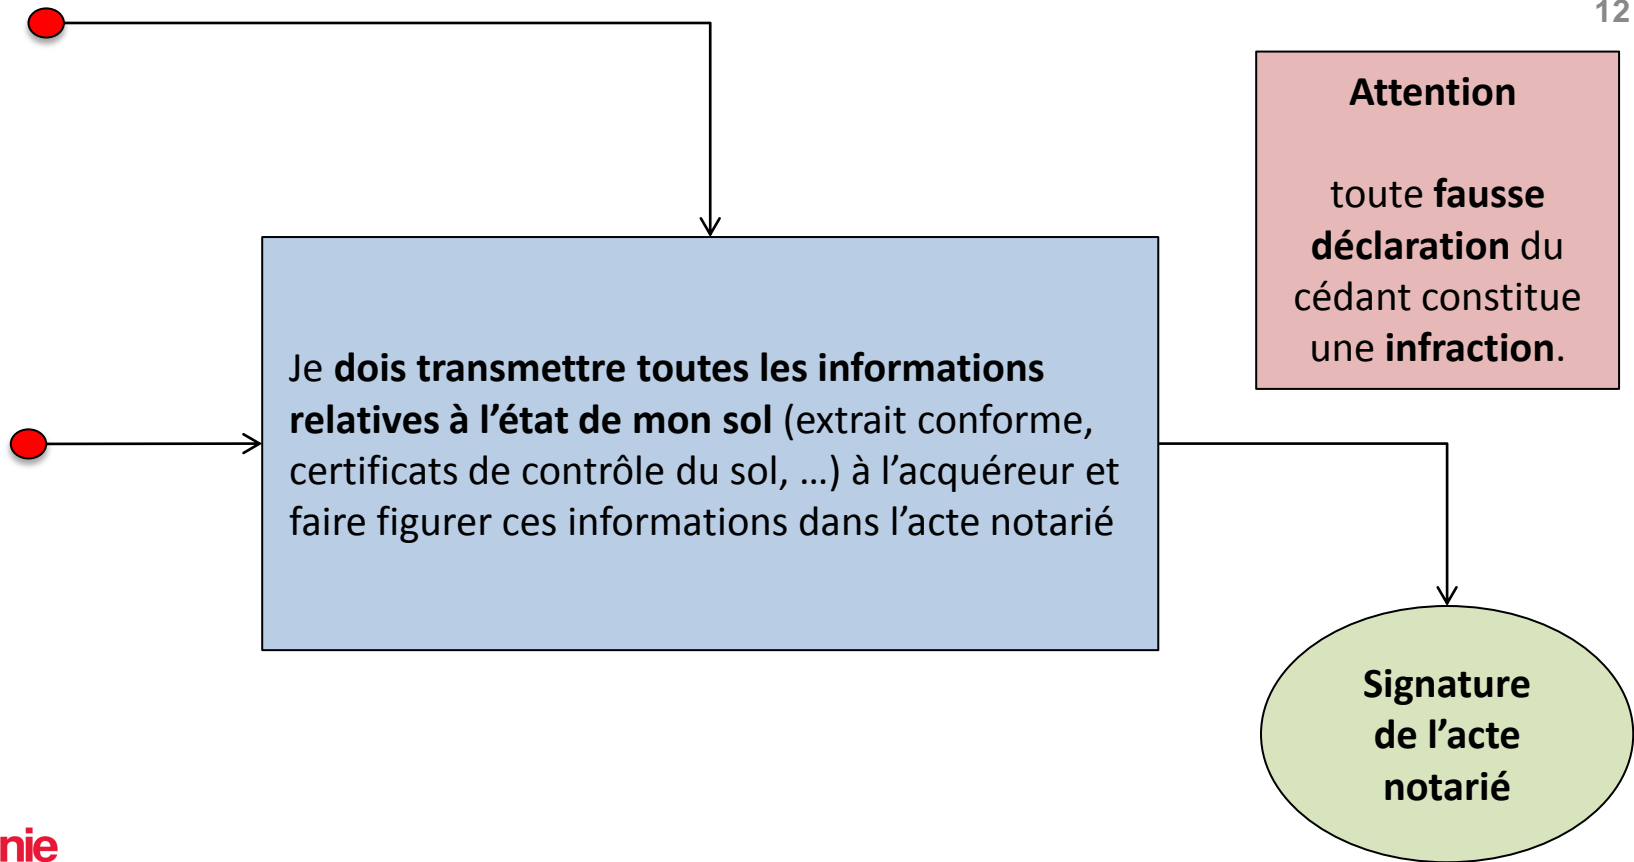 12
Attention
toute fausse
déclaration du
cédant constitue
une infraction.
Je dois transmettre toutes les informations
relatives à l’état de mon sol (extrait conforme,
certificats de contrôle du sol, …) à l’acquéreur et
faire figurer ces informations dans l’acte notarié
Signature
de l’acte
notarié
nie